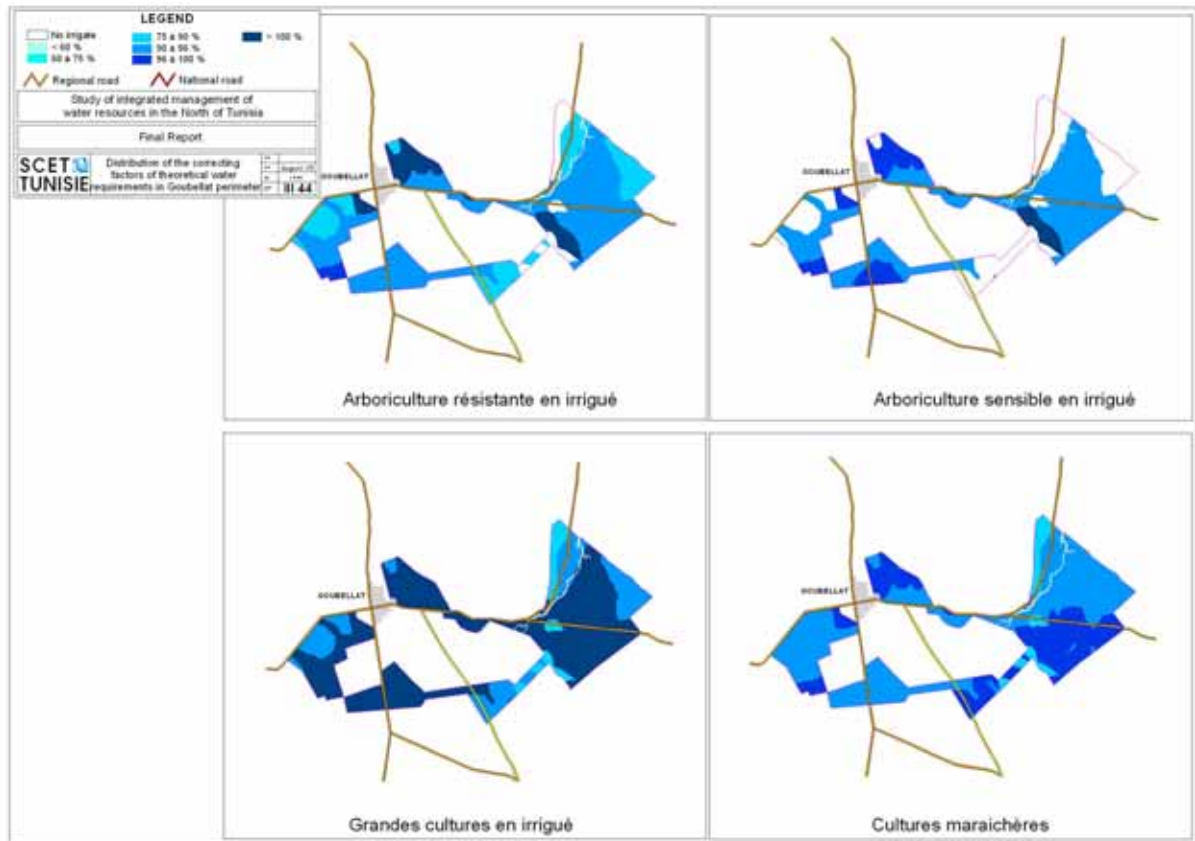 LEGEND
No irrigate
< 60 %
60 à 75 %
75 à 90 %
90 à 96 %
96 à 100 %
> 100 %
Regional road
National road
Study of integrated management of
water resources in the North of Tunisia
Final Report
SCET
TUNISIE
Distribution of the correcting
factors of theoretical water
requirements in Goubellat perimeter
III 44
GOUBELLAT
Arboriculture résistante en irrigué
GOUBELLAT
Arboriculture sensible en irrigué
GOUBELLAT
Grandes cultures en irrigué
GOUBELLAT
Cultures maraichères